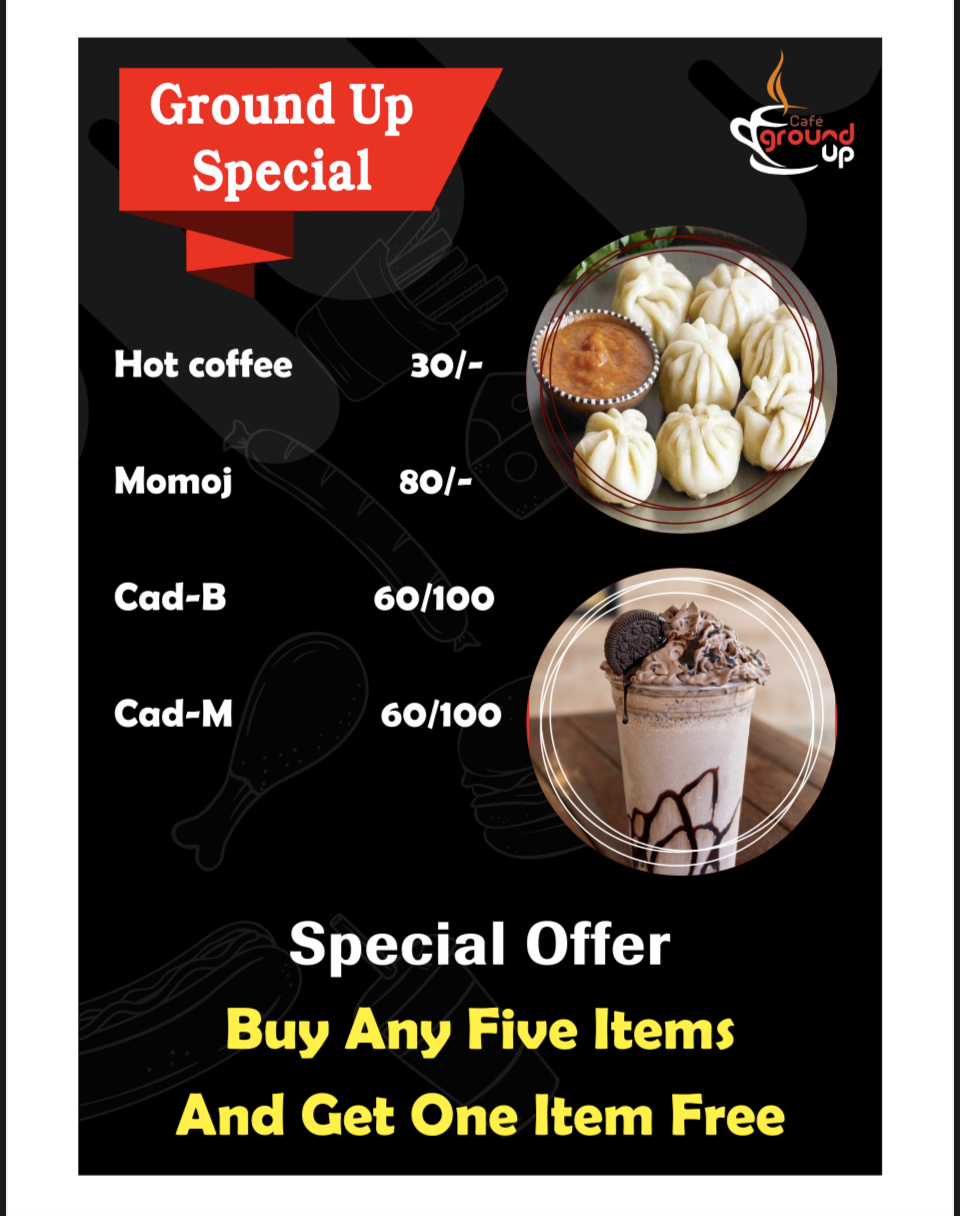 Ground Up
Special
Café
ground
up
Hot coffee 30/-
Momoj 80/-
Cad-B 60/100
Cad-M 60/100
Special Offer
Buy Any Five Items
And Get One Item Free